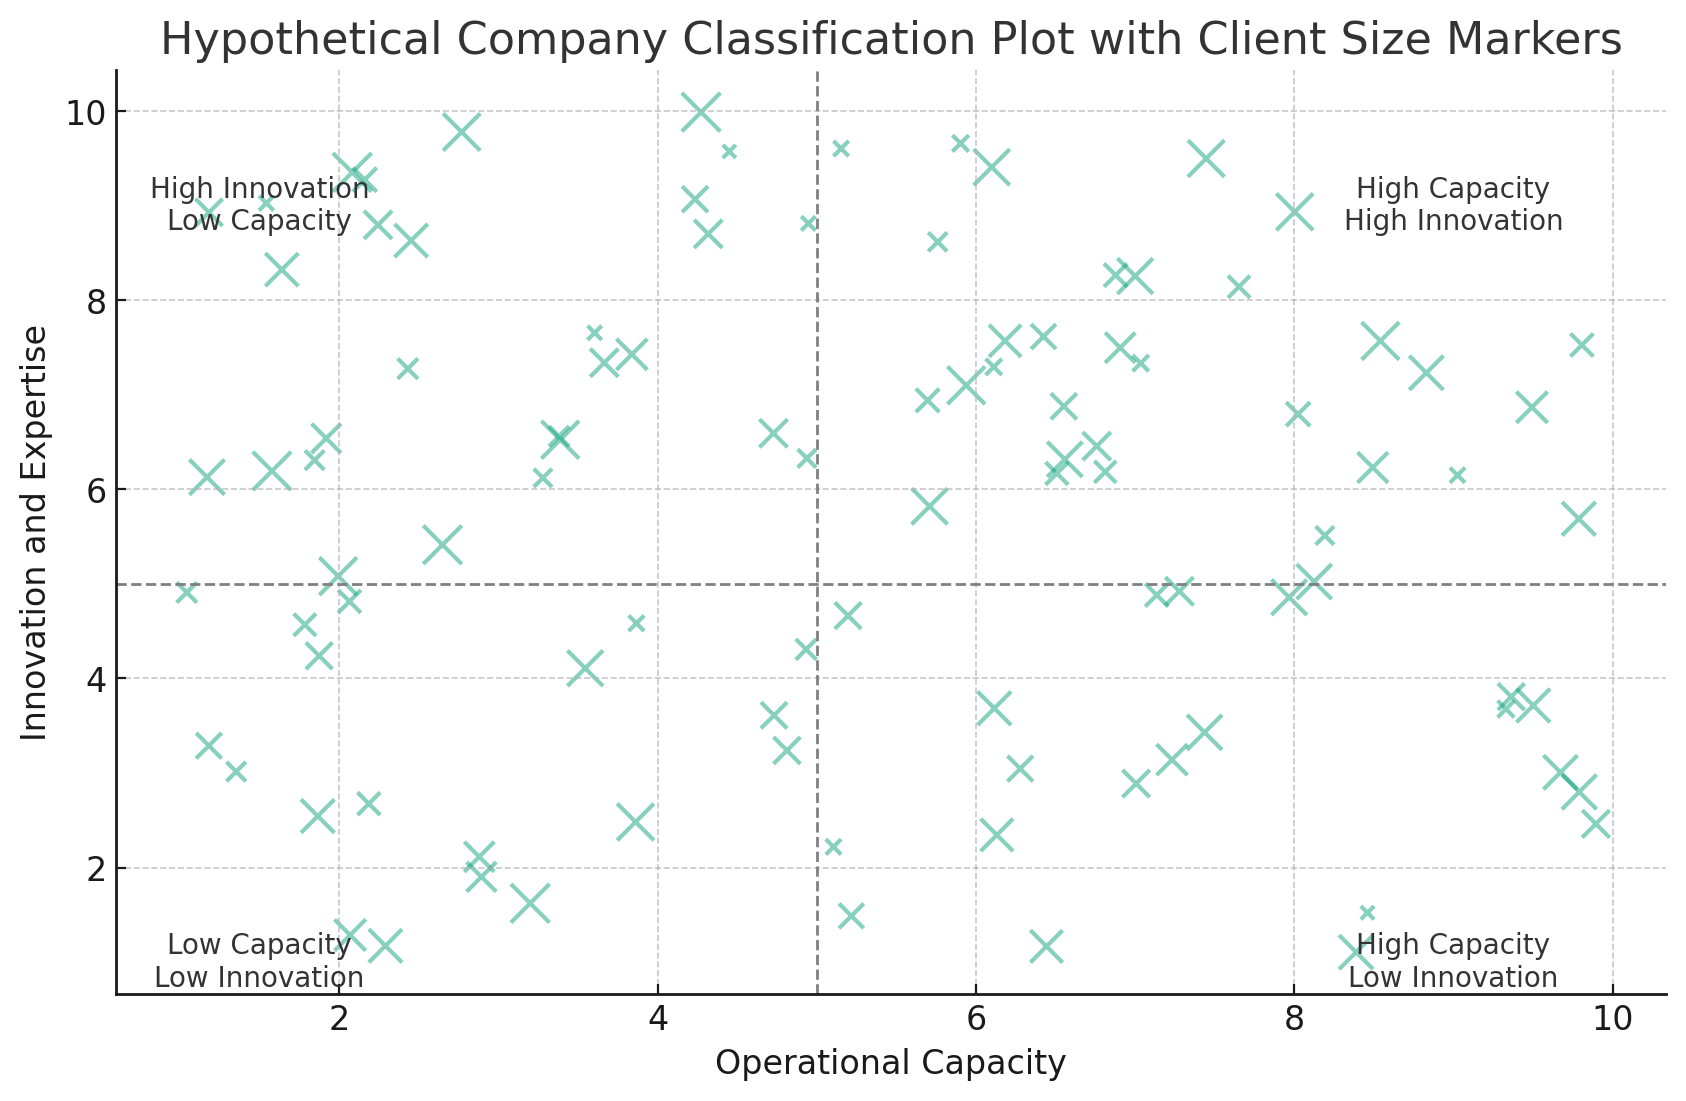 Hypothetical Company Classification Plot with Client Size Markers
Innovation and Expertise
10
8
6
4
2
High Innovation
Low Capacity
High Capacity
High Innovation
Low Capacity
Low Innovation
High Capacity
Low Innovation
2
4
6
8
10
Operational Capacity